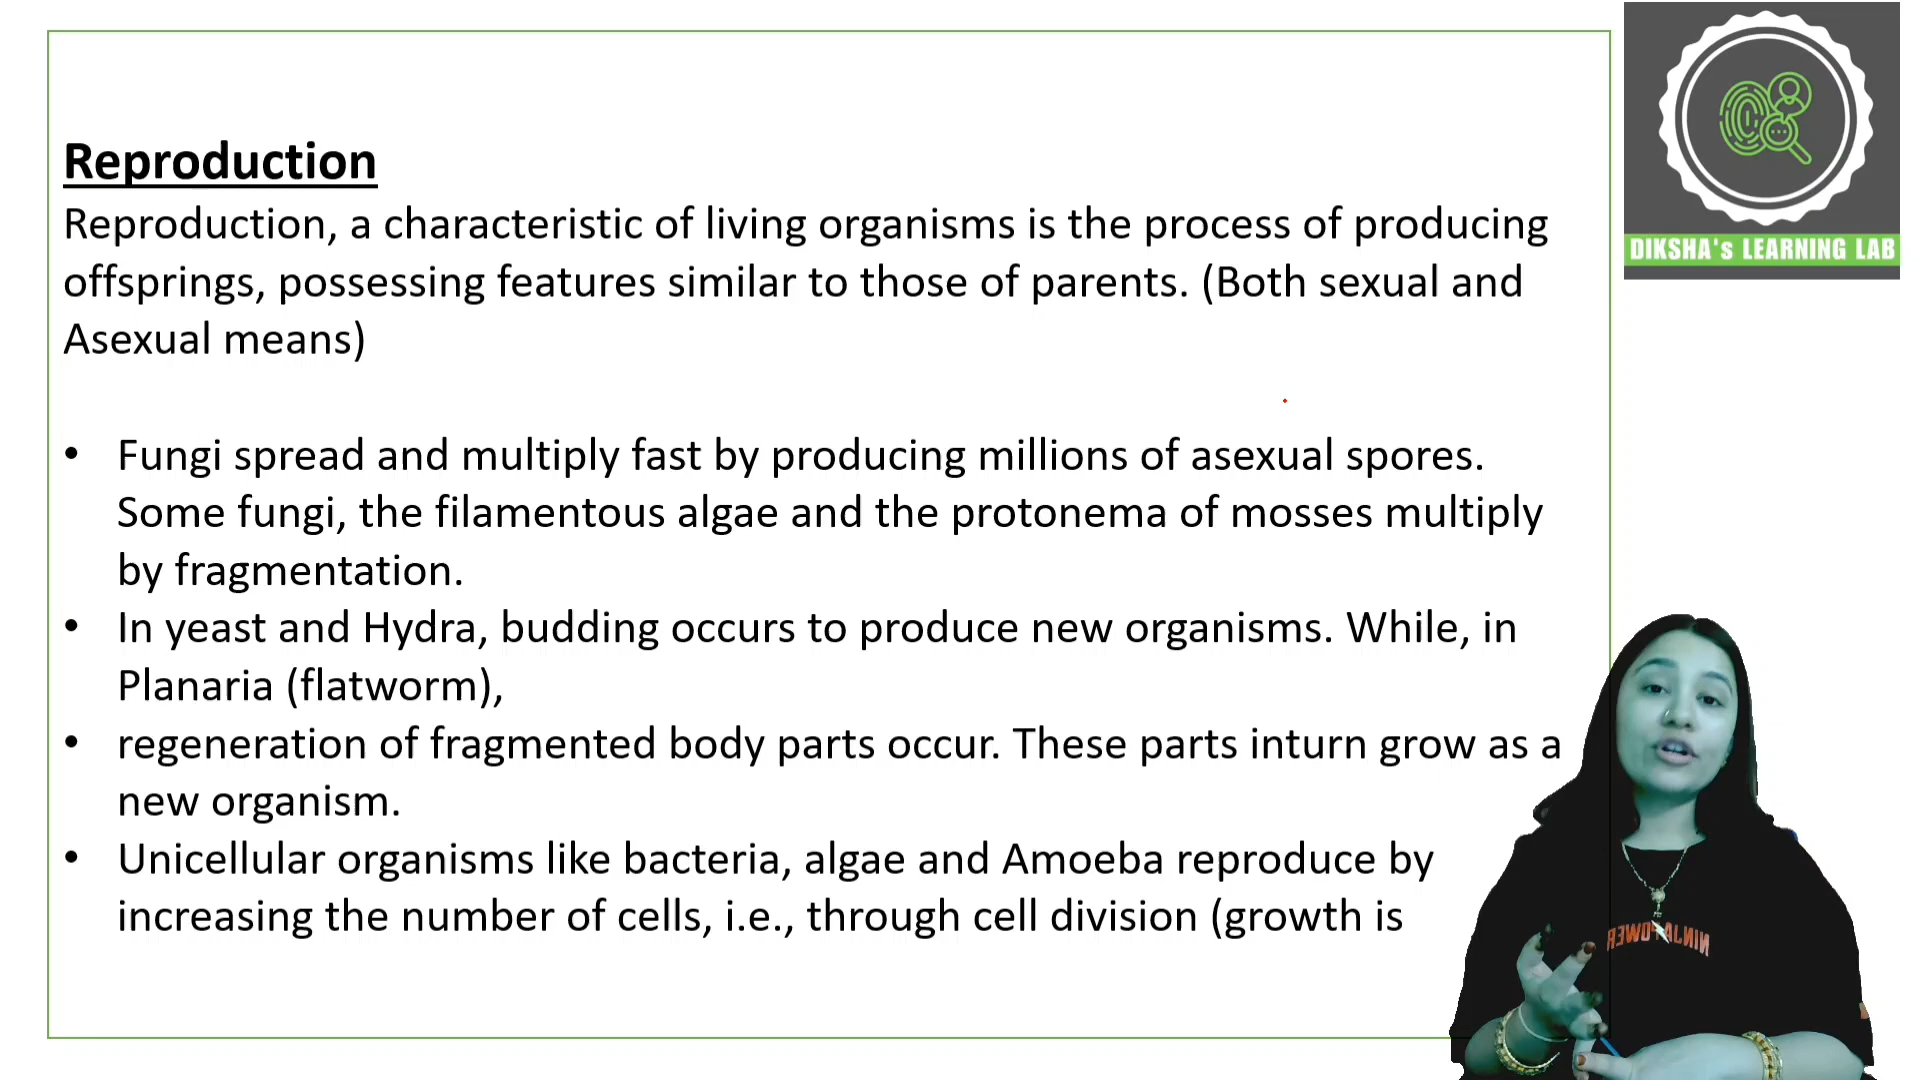 Reproduction
Reproduction, a characteristic of living organisms is the process of producing
offsprings, possessing features similar to those of parents. (Both sexual and
Asexual means)
• Fungi spread and multiply fast by producing millions of asexual spores.
Some fungi, the filamentous algae and the protonema of mosses multiply
by fragmentation.
• In yeast and Hydra, budding occurs to produce new organisms. While, in
Planaria (flatworm),
• regeneration of fragmented body parts occur. These parts inturn grow as a
new organism.
• Unicellular organisms like bacteria, algae and Amoeba reproduce by
increasing the number of cells, i.e., through cell division (growth is
DIKSHA's LEARNING LAB
NINJA POWER